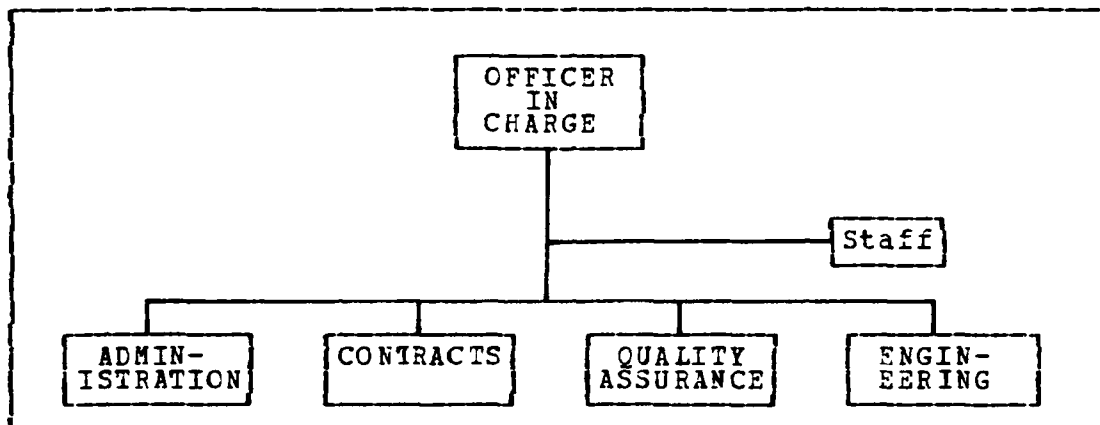 OFFICER
IN
CHARGE
Staff
ADMIN-
ISTRATION
CONTRACTS
QUALITY
ASSURANCE
ENGIN-
EERING